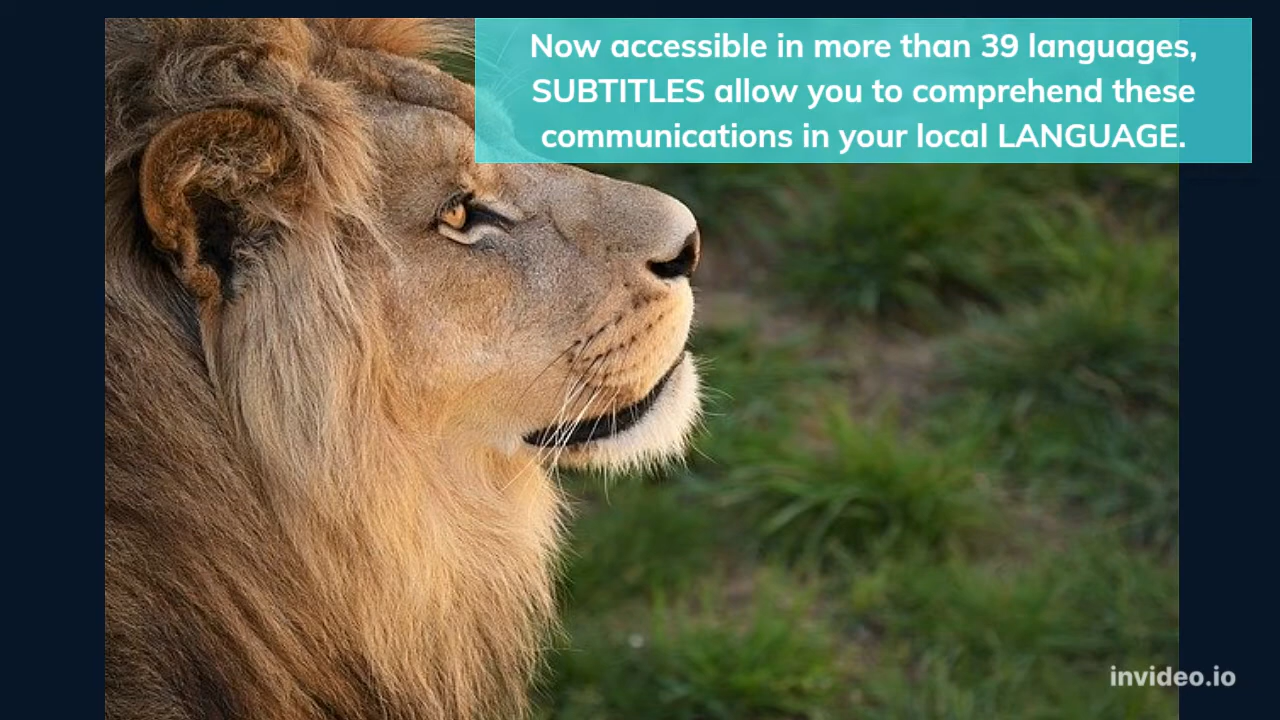 Now accessible in more than 39 languages,
SUBTITLES allow you to comprehend these
communications in your local LANGUAGE.
invideo.io